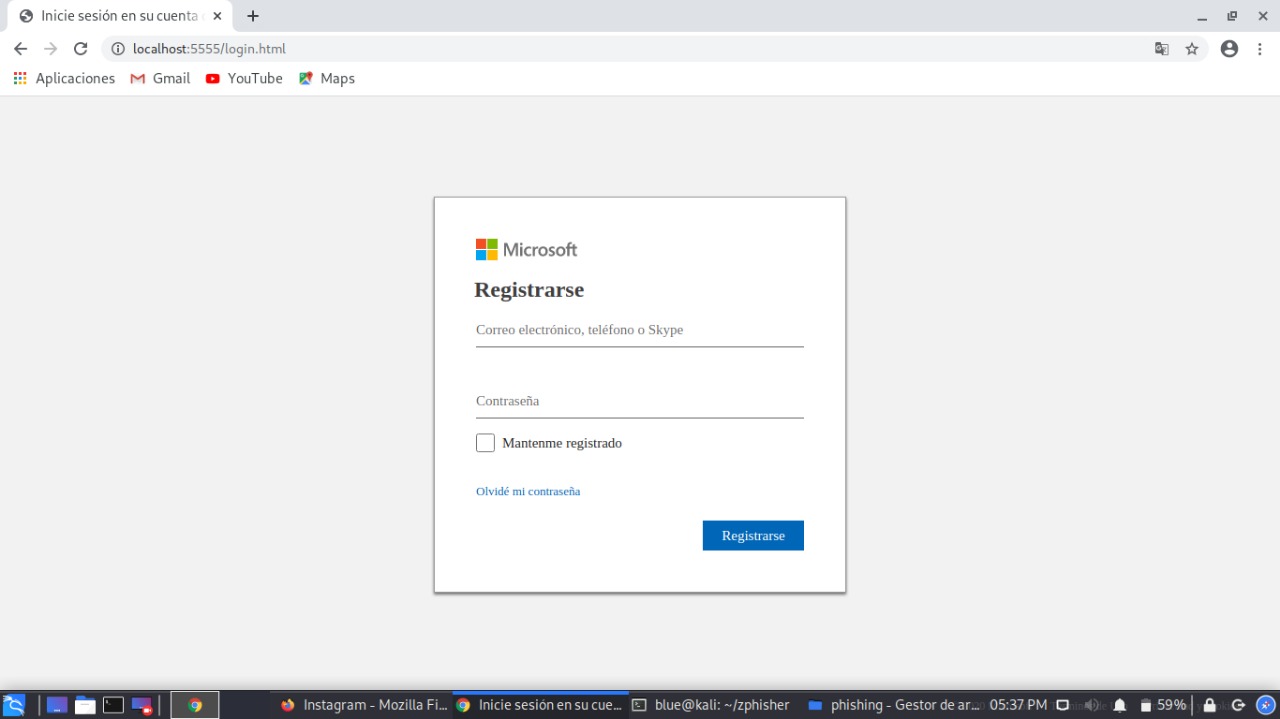 Inicie sesión en su cuenta
localhost:5555/login.html
Aplicaciones Gmail YouTube Maps
Microsoft
Registrarse
Correo electrónico, teléfono o Skype
Contraseña
Mantenme registrado
Olvidé mi contraseña
Registrarse
Instagram - Mozilla Fi... Inicie sesión en su cue... blue@kali: ~/zphisher phishing - Gestor de ar... 05:37 PM 59%